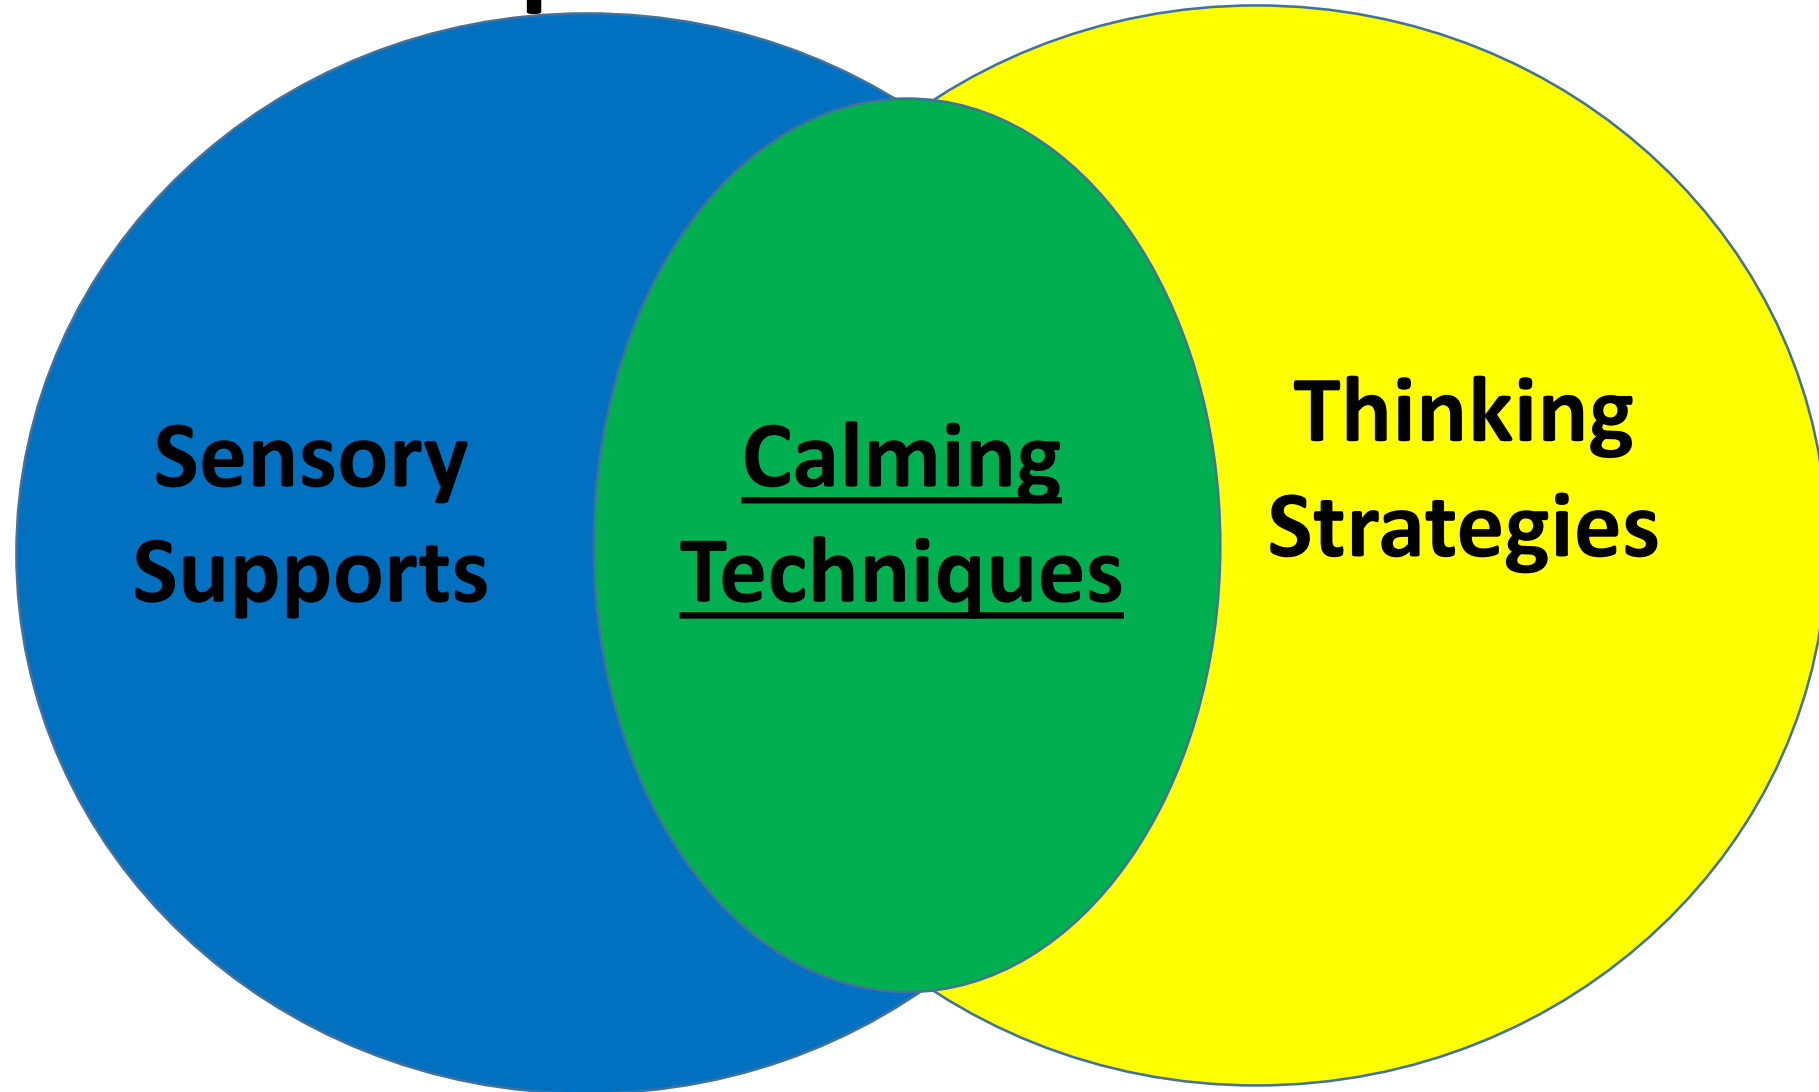 Sensory
Supports
Calming
Techniques
Thinking
Strategies